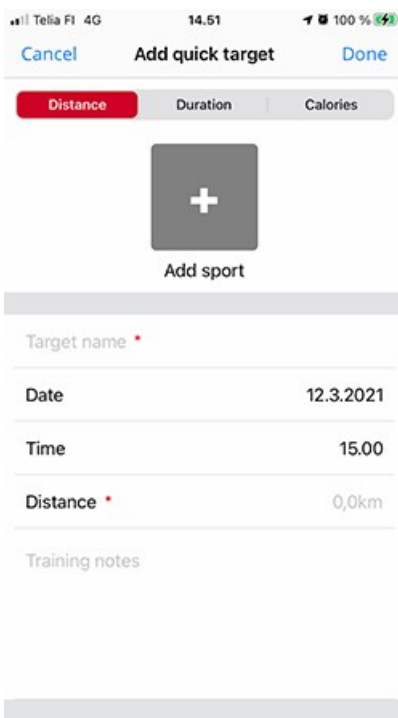 Telia FI 4G 14.51 100 %
Cancel Add quick target Done
Distance Duration Calories
Add sport
Target name *
Date 12.3.2021
Time 15.00
Distance * 0,0km
Training notes